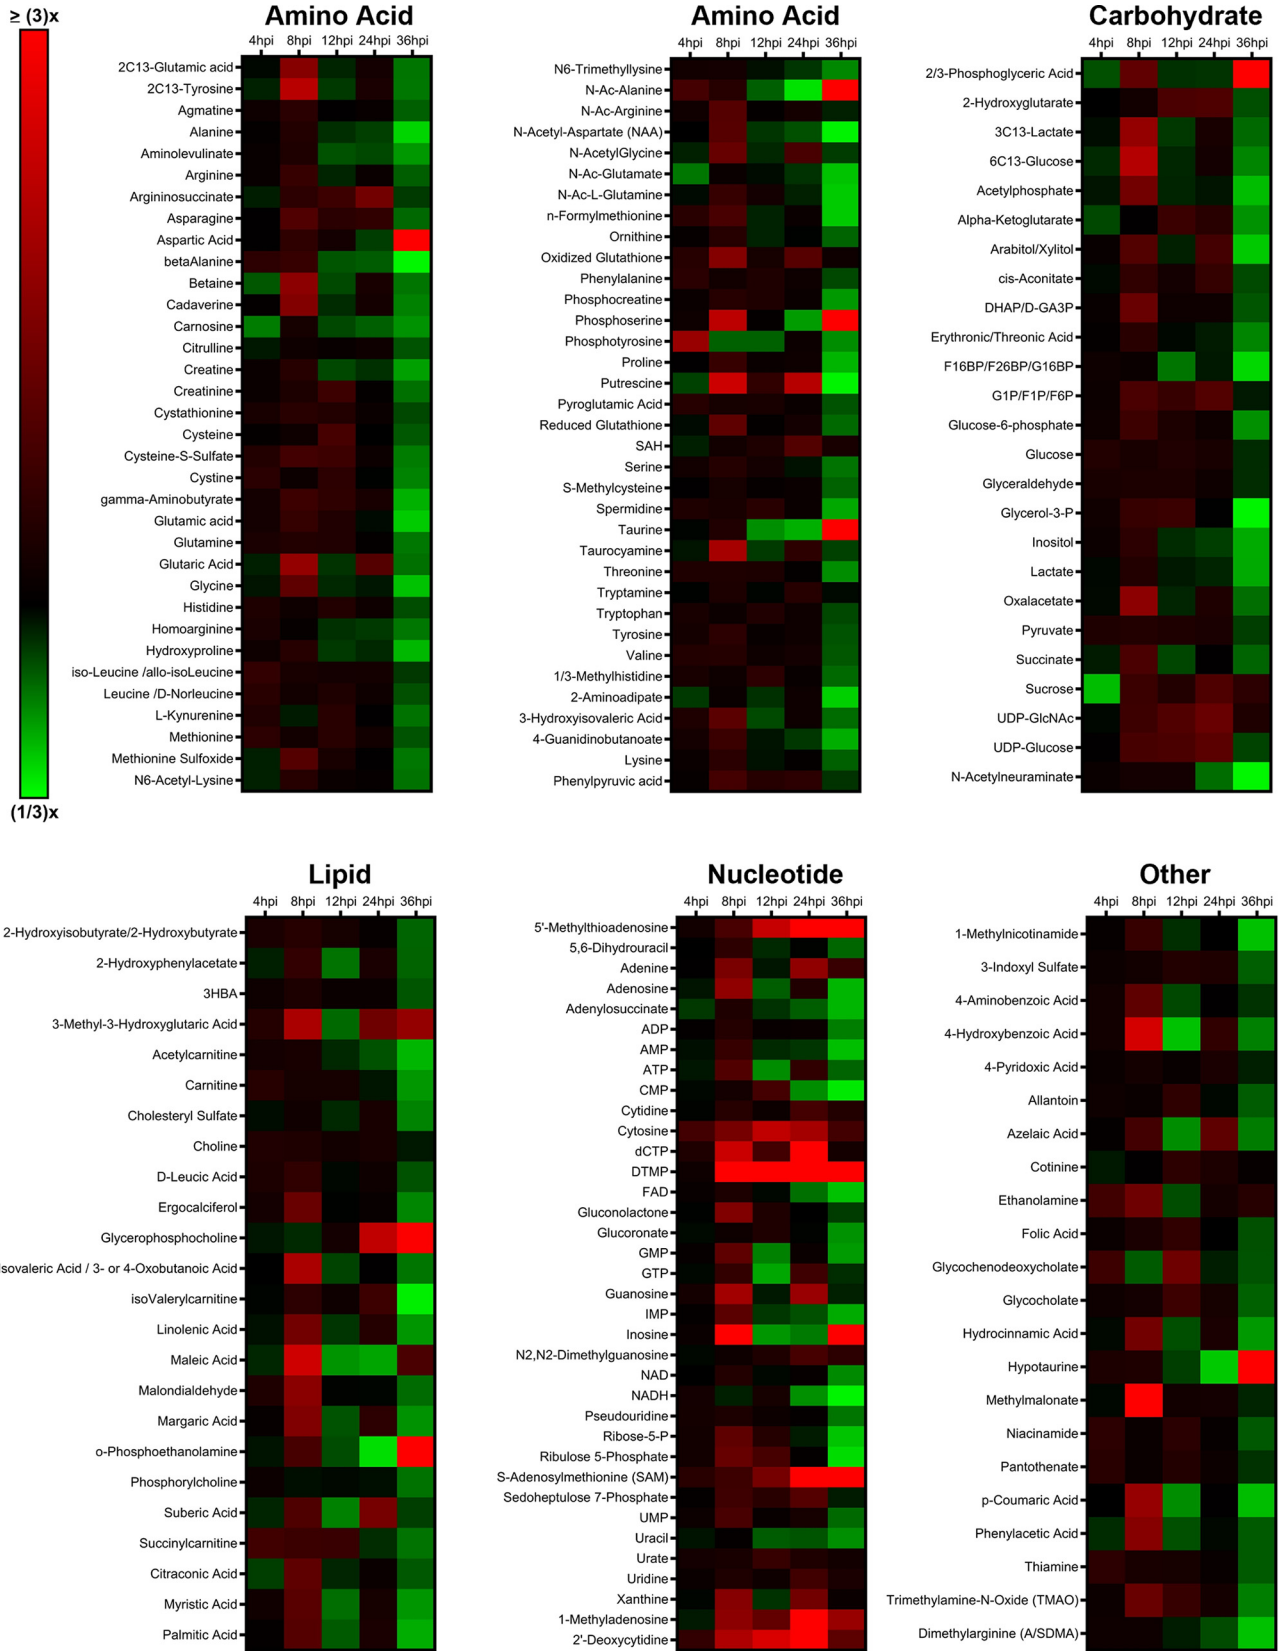 ≥ (3)x
(1/3)x
Amino Acid
4hpi 8hpi 12hpi 24hpi 36hpi
2C13-Glutamic acid
2C13-Tyrosine
Agmatine
Alanine
Aminolevulinate
Arginine
Argininosuccinate
Asparagine
Aspartic Acid
betaAlanine
Betaine
Cadaverine
Carnosine
Citrulline
Creatine
Creatinine
Cystathionine
Cysteine
Cysteine-S-Sulfate
Cystine
gamma-Aminobutyrate
Glutamic acid
Glutamine
Glutaric Acid
Glycine
Histidine
Homoarginine
Hydroxyproline
iso-Leucine /allo-isoLeucine
Leucine /D-Norleucine
L-Kynurenine
Methionine
Methionine Sulfoxide
N6-Acetyl-Lysine
Amino Acid
4hpi 8hpi 12hpi 24hpi 36hpi
N6-Trimethyllysine
N-Ac-Alanine
N-Ac-Arginine
N-Acetyl-Aspartate (NAA)
N-AcetylGlycine
N-Ac-Glutamate
N-Ac-L-Glutamine
n-Formylmethionine
Ornithine
Oxidized Glutathione
Phenylalanine
Phosphocreatine
Phosphoserine
Phosphotyrosine
Proline
Putrescine
Pyroglutamic Acid
Reduced Glutathione
SAH
Serine
S-Methylcysteine
Spermidine
Taurine
Taurocyamine
Threonine
Tryptamine
Tryptophan
Tyrosine
Valine
1/3-Methylhistidine
2-Aminoadipate
3-Hydroxyisovaleric Acid
4-Guanidinobutanoate
Lysine
Phenylpyruvic acid
Carbohydrate
4hpi 8hpi 12hpi 24hpi 36hpi
2/3-Phosphoglyceric Acid
2-Hydroxyglutarate
3C13-Lactate
6C13-Glucose
Acetylphosphate
Alpha-Ketoglutarate
Arabitol/Xylitol
cis-Aconitate
DHAP/D-GA3P
Erythronic/Threonic Acid
F16BP/F26BP/G16BP
G1P/F1P/F6P
Glucose-6-phosphate
Glucose
Glyceraldehyde
Glycerol-3-P
Inositol
Lactate
Oxalacetate
Pyruvate
Succinate
Sucrose
UDP-GlcNAc
UDP-Glucose
N-Acetylneuraminate
Lipid
4hpi 8hpi 12hpi 24hpi 36hpi
2-Hydroxyisobutyrate/2-Hydroxybutyrate
2-Hydroxyphenylacetate
3HBA
3-Methyl-3-Hydroxyglutaric Acid
Acetylcarnitine
Carnitine
Cholesteryl Sulfate
Choline
D-Leucic Acid
Ergocalciferol
Glycerophosphocholine
Isovaleric Acid / 3- or 4-Oxobutanoic Acid
isoValerylcarnitine
Linolenic Acid
Maleic Acid
Malondialdehyde
Margaric Acid
o-Phosphoethanolamine
Phosphorylcholine
Suberic Acid
Succinylcarnitine
Citraconic Acid
Myristic Acid
Palmitic Acid
Nucleotide
4hpi 8hpi 12hpi 24hpi 36hpi
5'-Methylthioadenosine
5,6-Dihydrouracil
Adenine
Adenosine
Adenylosuccinate
ADP
AMP
ATP
CMP
Cytidine
Cytosine
dCTP
DTMP
FAD
Gluconolactone
Glucoronate
GMP
GTP
Guanosine
IMP
Inosine
N2,N2-Dimethylguanosine
NAD
NADH
Pseudouridine
Ribose-5-P
Ribulose 5-Phosphate
S-Adenosylmethionine (SAM)
Sedoheptulose 7-Phosphate
UMP
Uracil
Urate
Uridine
Xanthine
1-Methyladenosine
2'-Deoxycytidine
Other
4hpi 8hpi 12hpi 24hpi 36hpi
1-Methylnicotinamide
3-Indoxyl Sulfate
4-Aminobenzoic Acid
4-Hydroxybenzoic Acid
4-Pyridoxic Acid
Allantoin
Azelaic Acid
Cotinine
Ethanolamine
Folic Acid
Glycochenodeoxycholate
Glycocholate
Hydrocinnamic Acid
Hypotaurine
Methylmalonate
Niacinamide
Pantothenate
p-Coumaric Acid
Phenylacetic Acid
Thiamine
Trimethylamine-N-Oxide (TMAO)
Dimethylarginine (A/SDMA)